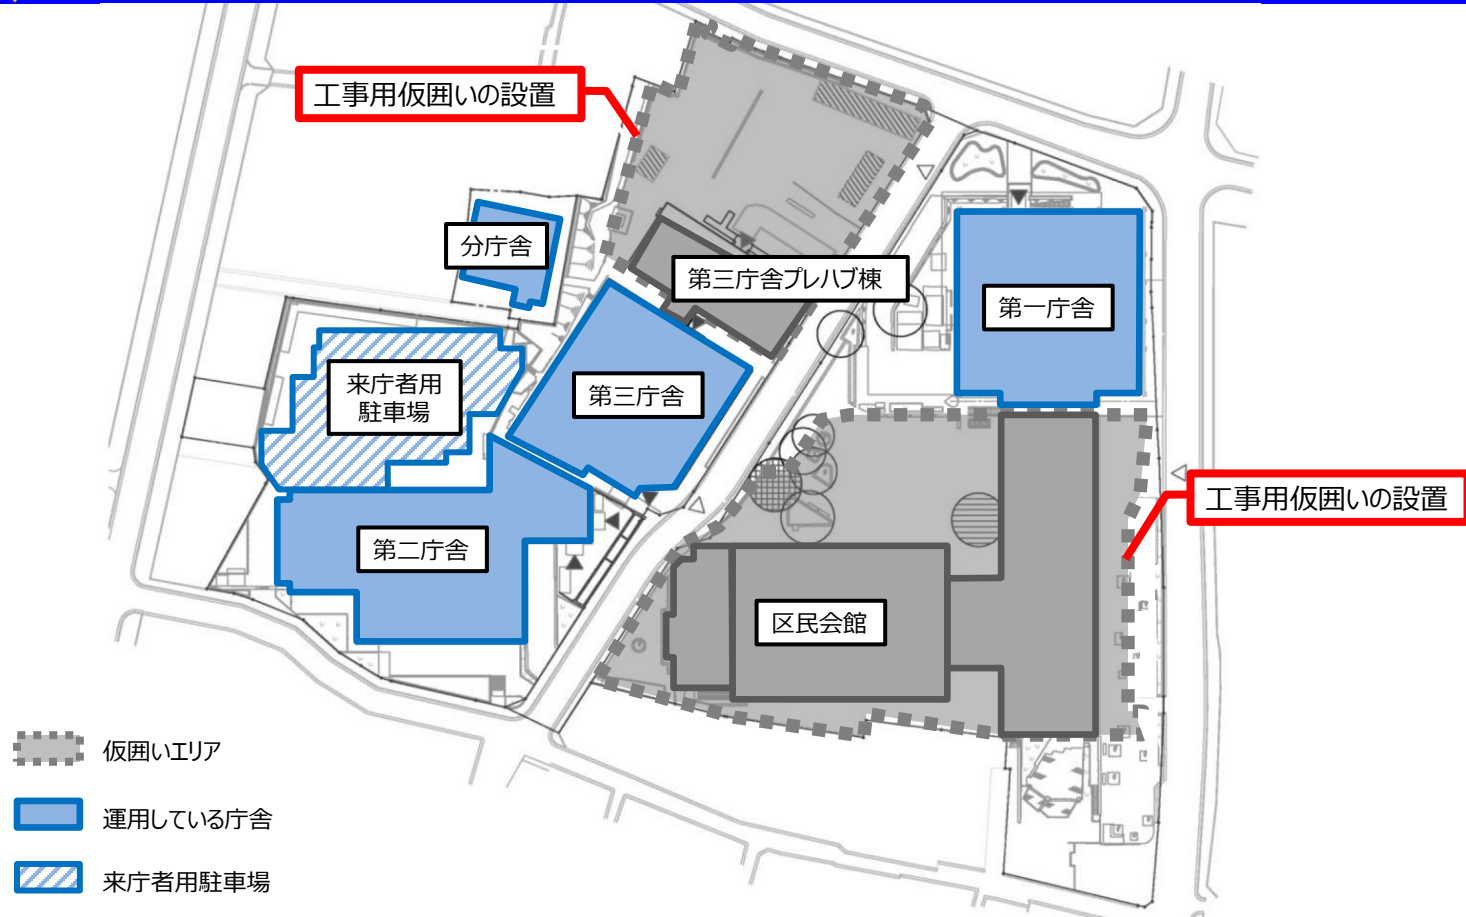 工事用仮囲いの設置
分庁舎
第三庁舎プレハブ棟
第一庁舎
来庁者用
駐車場
第三庁舎
工事用仮囲いの設置
第二庁舎
区民会館
仮囲いエリア
運用している庁舎
来庁者用駐車場